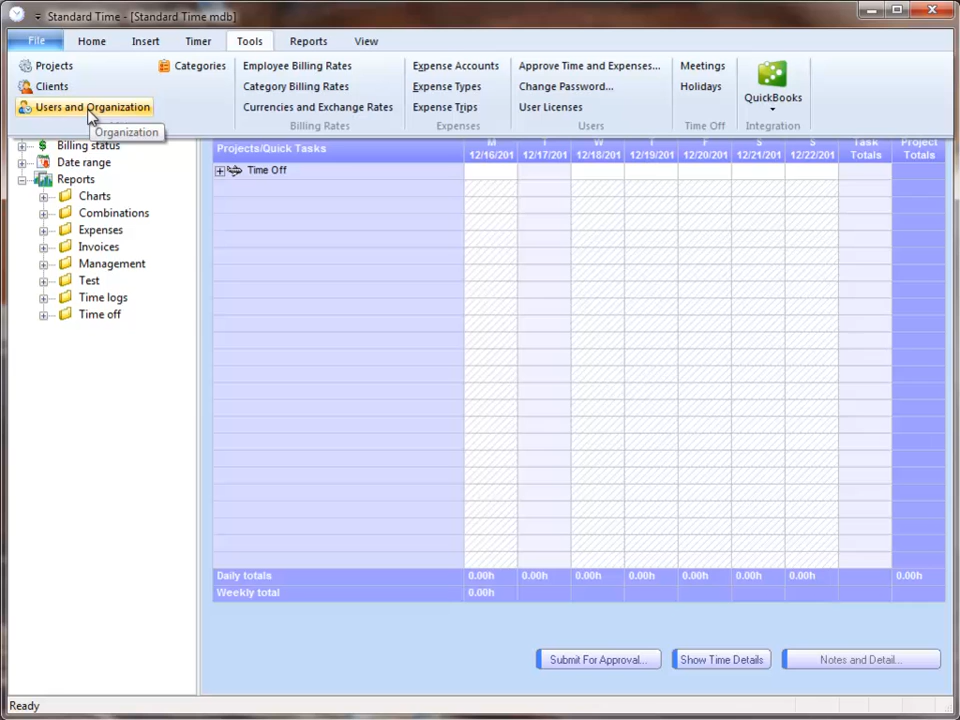 Standard Time - [Standard Time mdb]
File Home Insert Timer Tools Reports View
Projects Categories Employee Billing Rates Expense Accounts Approve Time and Expenses... Meetings
Clients Category Billing Rates Expense Types Change Password... Holidays
QuickBooks
Users and Organization Currencies and Exchange Rates Expense Trips User Licenses
Billing Rates Expenses Users Time Off Integration
Organization
Billing status
Projects/Quick Tasks M T W T F S S Task Project
12/16/201 12/17/201 12/18/201 12/19/201 12/20/201 12/21/201 12/22/201 Totals Totals
Date range
Time Off
Reports
Charts
Combinations
Expenses
Invoices
Management
Test
Time logs
Time off
Daily totals 0.00h 0.00h 0.00h 0.00h 0.00h 0.00h 0.00h 0.00h
Weekly total 0.00h
Submit For Approval... Show Time Details Notes and Detail...
Ready